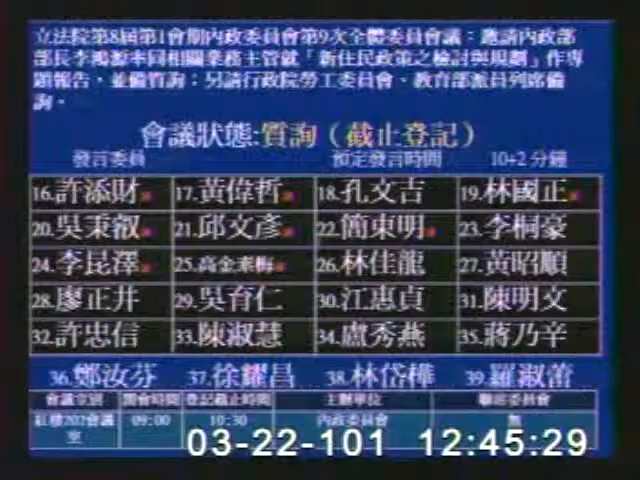 立法院第8屆第1會期內政委員會第9次全體委員會議：邀請內政部
部長李鴻源率同相關業務主管就「新住民政策之檢討與規劃」作專
題報告，並備質詢；另請行政院勞工委員會、教育部派員列席備
詢。
會議狀態:質詢（截止登記）
發言委員 預定發言時間 10+2 分鐘
16.許添財 17.黃偉哲 18.孔文吉 19.林國正
20.吳秉叡 21.邱文彥 22.簡東明 23.李桐豪
24.李昆澤 25.高金素梅 26.林佳龍 27.黃昭順
28.廖正井 29.吳育仁 30.江惠貞 31.陳明文
32.許忠信 33.陳淑慧 34.盧秀燕 35.蔣乃辛
36.鄭汝芬 37.徐耀昌 38.林岱樺 39.羅淑蕾
會議室別 開會時間 登記截止時間 主辦單位 聯席委員會
紅樓202會議 09:00 10:30 內政委員會 無
室
03-22-101 12:45:29